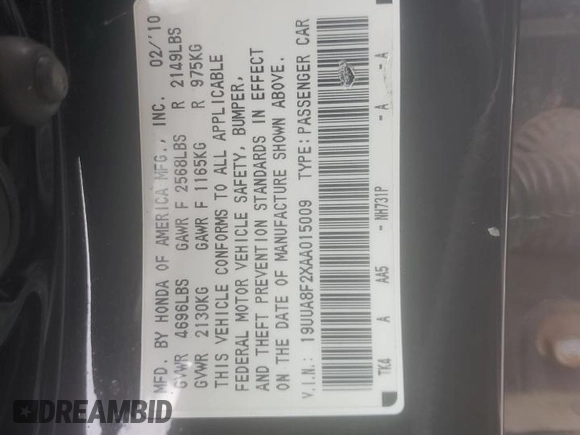 MFD. BY HONDA OF AMERICA MFG., INC. 02/'10
GVWR 4696LBS GAWR F 2568LBS R 2149LBS
GVWR 2130KG GAWR F 1165KG R 975KG
THIS VEHICLE CONFORMS TO ALL APPLICABLE
FEDERAL MOTOR VEHICLE SAFETY, BUMPER,
AND THEFT PREVENTION STANDARDS IN EFFECT
ON THE DATE OF MANUFACTURE SHOWN ABOVE.
V.I.N.: 19UUA8F2XAA015009 TYPE: PASSENGER CAR
TK4 A AA5 - NH731P - A - A
DREAMBID